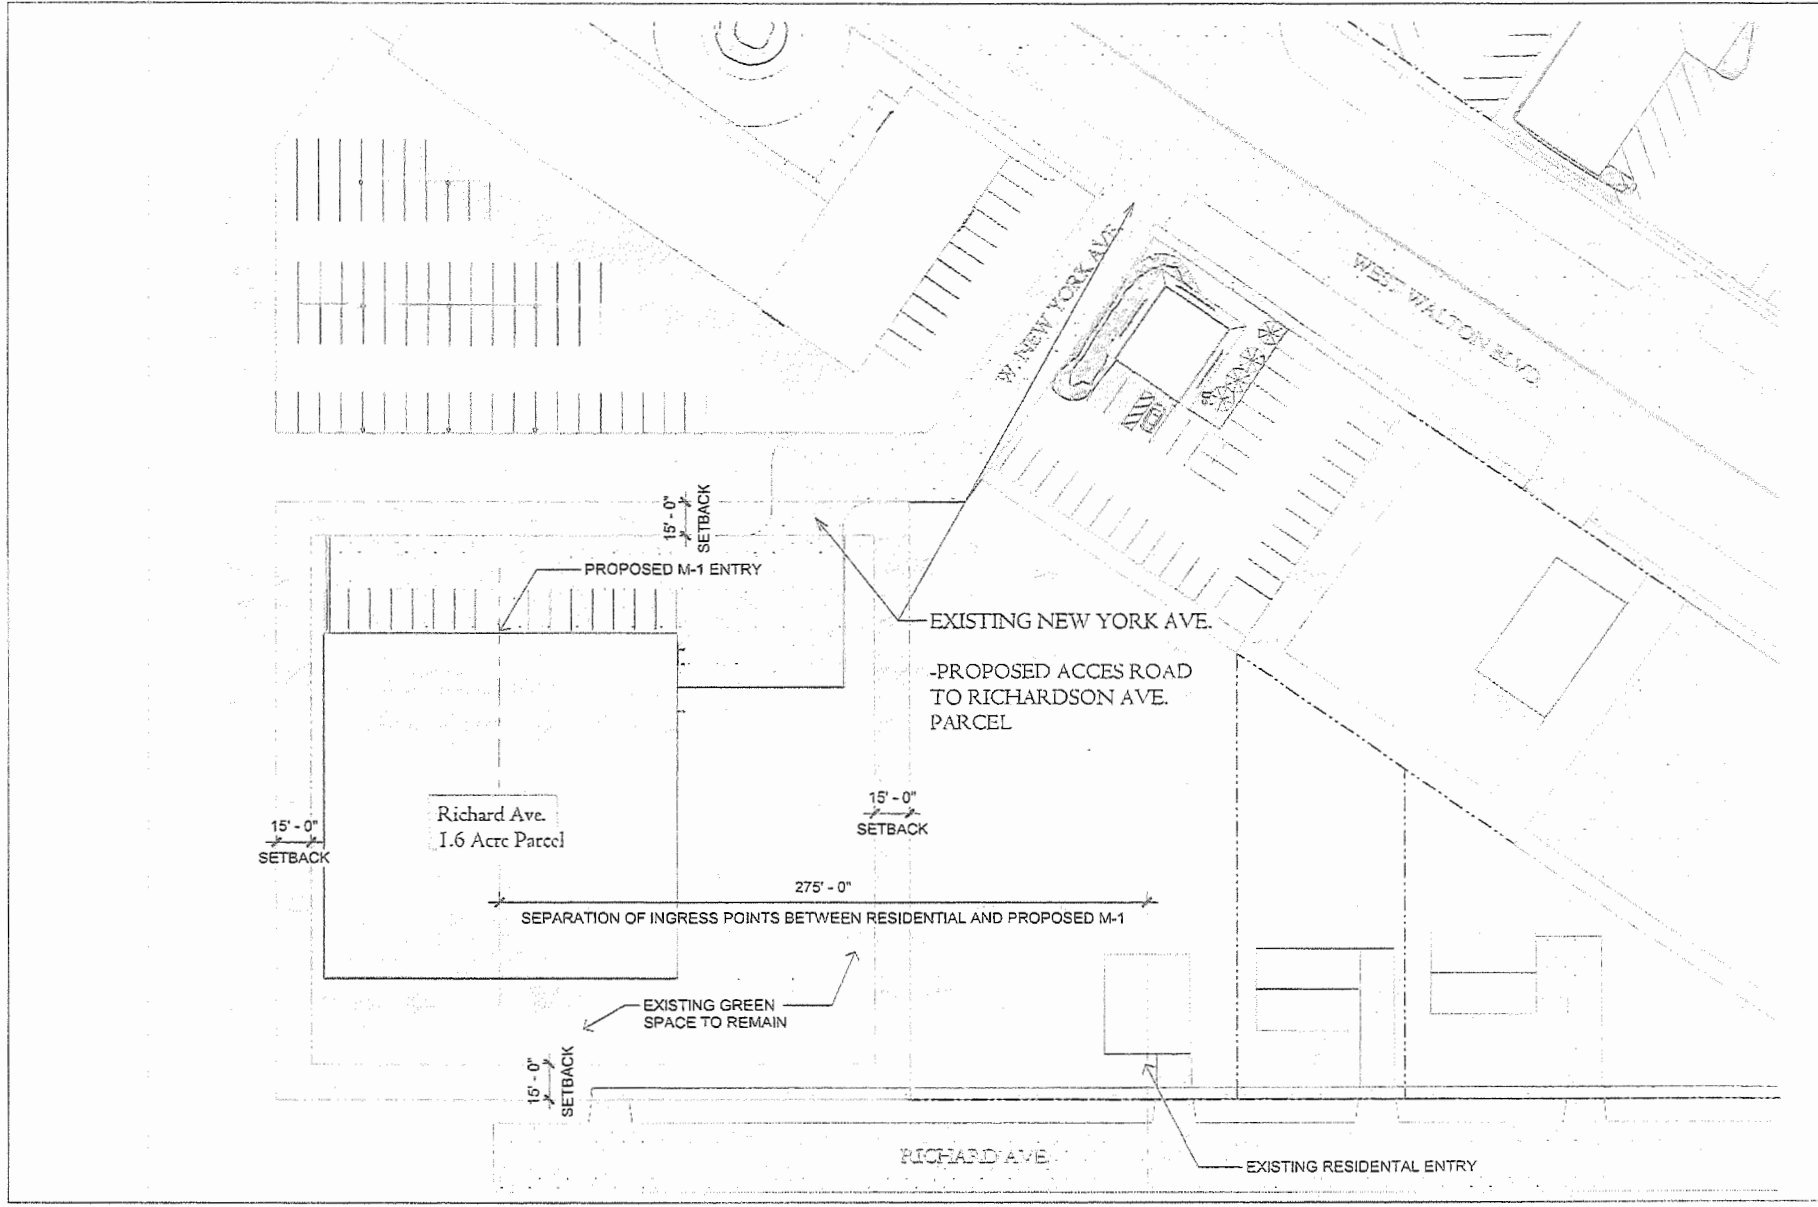 WEST WALTON BLVD.
W. NEW YORK AVE.
15' - 0"
SETBACK
PROPOSED M-1 ENTRY
EXISTING NEW YORK AVE.
-PROPOSED ACCES ROAD
TO RICHARDSON AVE.
PARCEL
Richard Ave.
1.6 Acre Parcel
15' - 0"
SETBACK
15' - 0"
SETBACK
275' - 0"
SEPARATION OF INGRESS POINTS BETWEEN RESIDENTIAL AND PROPOSED M-1
EXISTING GREEN
SPACE TO REMAIN
15' - 0"
SETBACK
RICHARD AVE.
EXISTING RESIDENTAL ENTRY